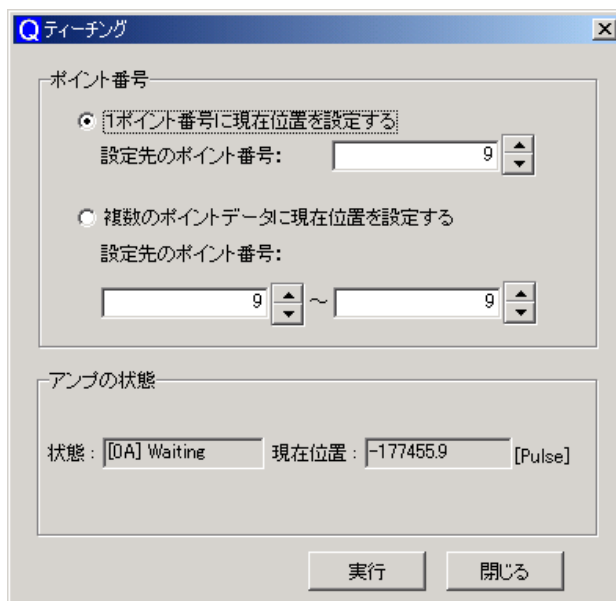 Q ティーチング
ポイント番号
1ポイント番号に現在位置を設定する
設定先のポイント番号: 9
複数のポイントデータに現在位置を設定する
設定先のポイント番号:
9 ～ 9
アンプの状態
状態 : [0A] Waiting 現在位置 : -177455.9 [Pulse]
実行 閉じる